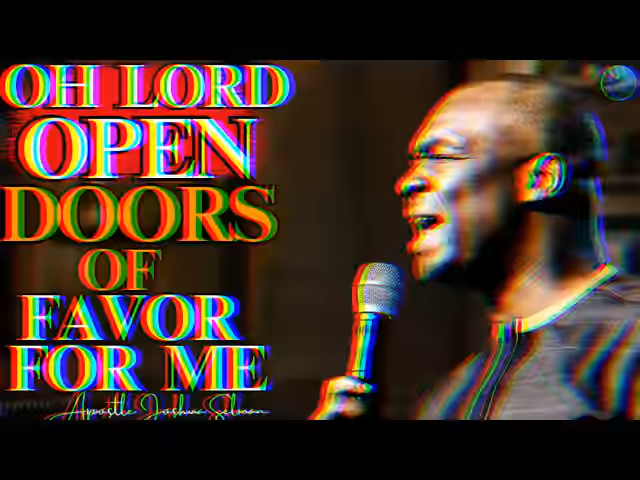 OH LORD
OPEN
DOORS
OF
FAVOR
FOR ME
Apostle Joshua Selman